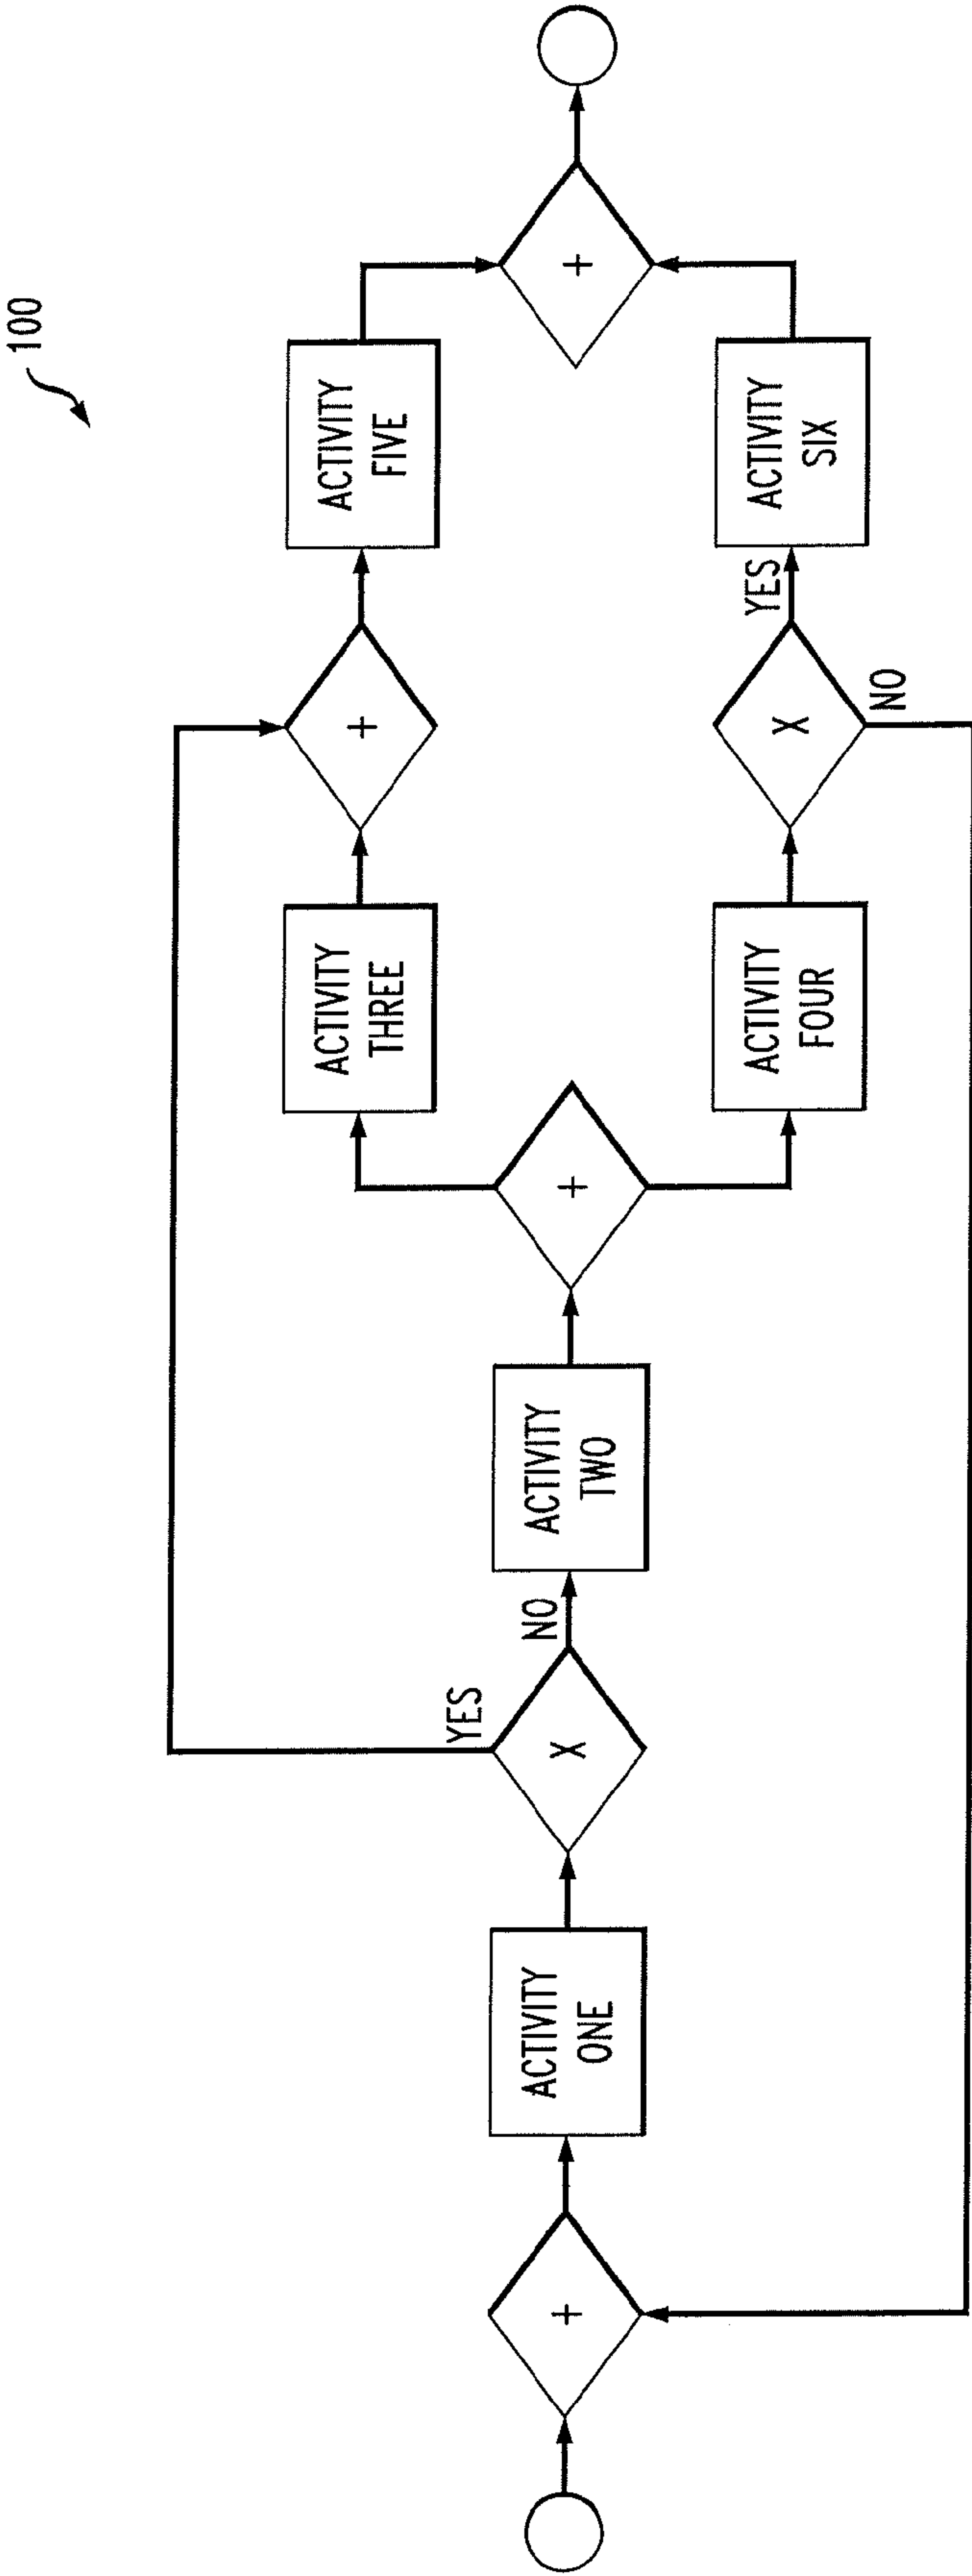 100
+
ACTIVITY
ONE
X
YES
NO
ACTIVITY
TWO
+
ACTIVITY
THREE
+
ACTIVITY
FIVE
ACTIVITY
FOUR
X
YES
NO
ACTIVITY
SIX
+